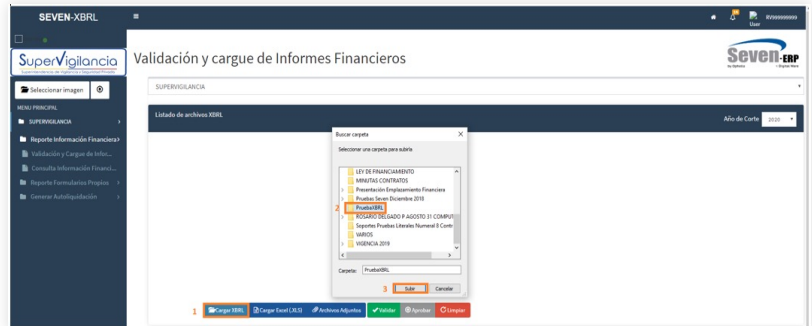 SEVEN-XBRL
User
RV999999999
SuperVigilancia
Superintendencia de Vigilancia y Seguridad Privada
Validación y cargue de Informes Financieros
Seven-ERP
by Ophelia
+ Digital Ware
Seleccionar imagen
SUPERVIGILANCIA
MENU PRINCIPAL
SUPERVIGILANCIA
Listado de archivos XBRL
Año de Corte 2020
Reporte Información Financiera
Validación y Cargue de Infor...
Consulta Información Financi...
Reporte Formularios Propios
Generar Autoliquidación
Buscar carpeta
Seleccionar una carpeta para subirla
LEY DE FINANCIAMIENTO
MINUTAS CONTRATOS
Presentación Emplazamiento Financiera
Pruebas Seven Diciembre 2018
2 PruebaXBRL
ROSARIO DELGADO P AGOSTO 31 COMPUT
Soportes Pruebas Literales Numeral 8 Contr
VARIOS
VIGENCIA 2019
Carpeta: PruebaXBRL
3 Subir Cancelar
1 Cargar XBRL Cargar Excel (.XLS) Archivos Adjuntos Validar Aprobar Limpiar